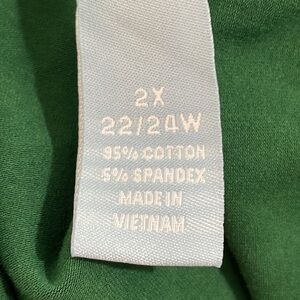 2X
22/24W
95% COTTON
5% SPANDEX
MADE IN
VIETNAM